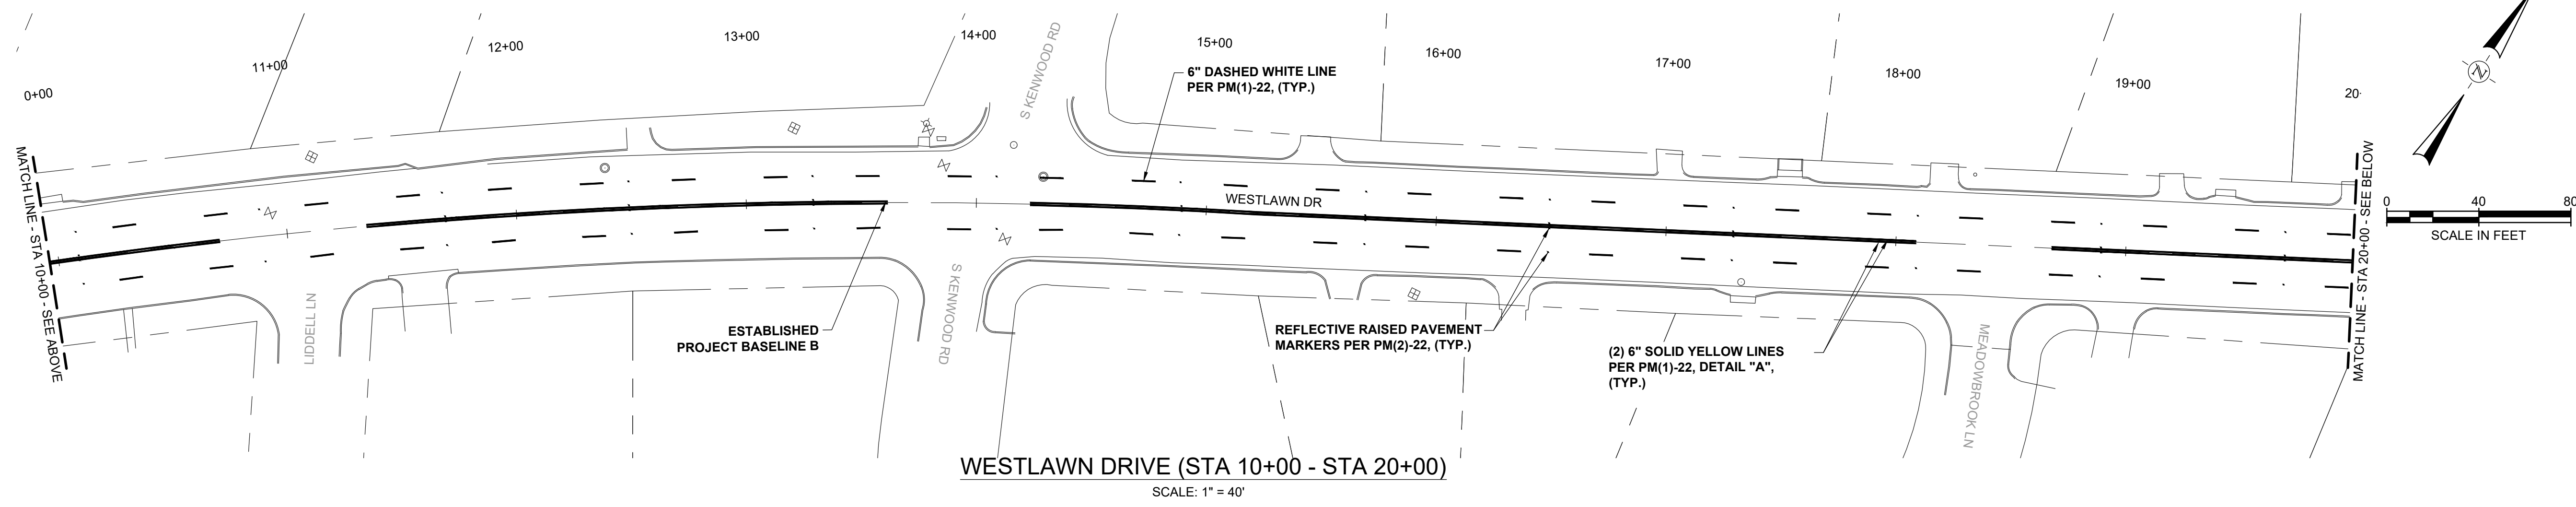 0+00
11+00
12+00
13+00
14+00
15+00
16+00
17+00
18+00
19+00
20
S KENWOOD RD
6" DASHED WHITE LINE
PER PM(1)-22, (TYP.)
N
MATCH LINE - STA 10+00 - SEE ABOVE
WESTLAWN DR
MATCH LINE - STA 20+00 - SEE BELOW
0 40 80
SCALE IN FEET
LIDDELL LN
ESTABLISHED
PROJECT BASELINE B
S KENWOOD RD
REFLECTIVE RAISED PAVEMENT
MARKERS PER PM(2)-22, (TYP.)
(2) 6" SOLID YELLOW LINES
PER PM(1)-22, DETAIL "A",
(TYP.)
MEADOWBROOK LN
WESTLAWN DRIVE (STA 10+00 - STA 20+00)
SCALE: 1" = 40'